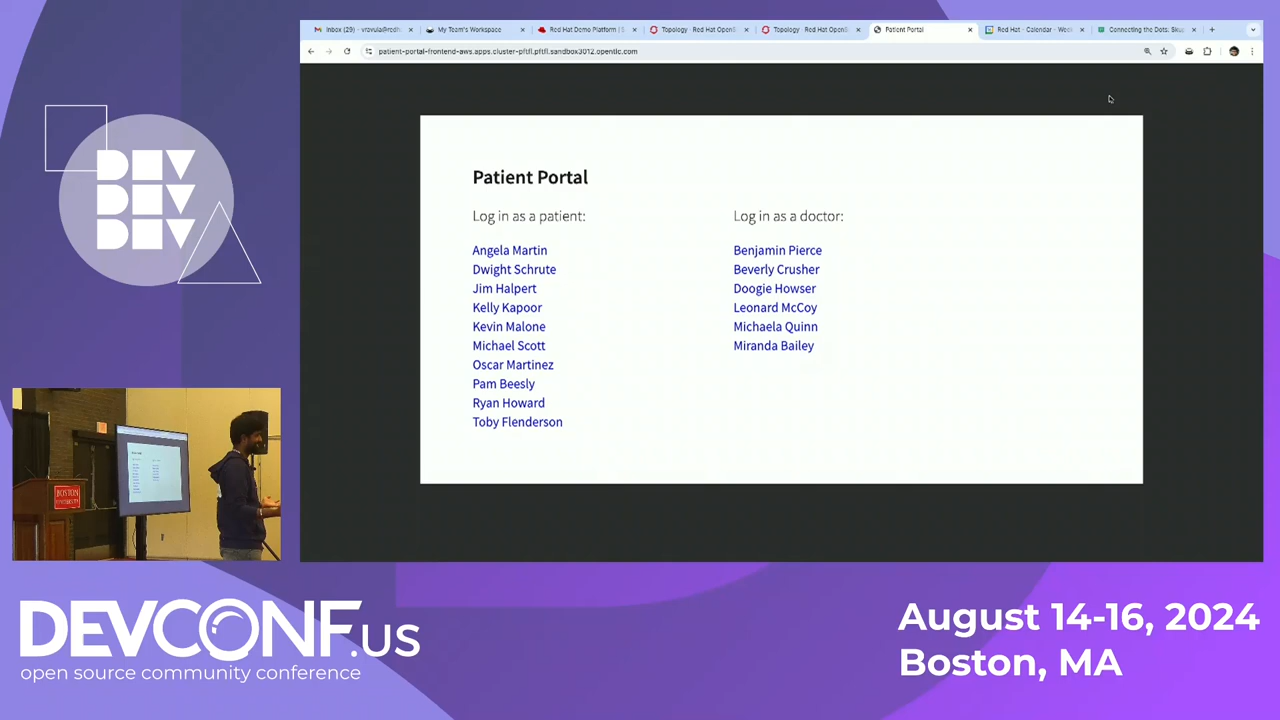 Inbox (29) - vravula@redh
My Team's Workspace
Red Hat Demo Platform | S
Topology · Red Hat OpenS
Topology · Red Hat OpenS
Patient Portal
Red Hat - Calendar - Week
Connecting the Dots: Skup
patient-portal-frontend-aws.apps.cluster-pftfl.pftfl.sandbox3012.opentlc.com
DEV
DEV
DEV
Patient Portal
Log in as a patient:
Angela Martin
Dwight Schrute
Jim Halpert
Kelly Kapoor
Kevin Malone
Michael Scott
Oscar Martinez
Pam Beesly
Ryan Howard
Toby Flenderson
Log in as a doctor:
Benjamin Pierce
Beverly Crusher
Doogie Howser
Leonard McCoy
Michaela Quinn
Miranda Bailey
BOSTON
UNIVERSITY
DEVCONF.US
open source community conference
August 14-16, 2024
Boston, MA